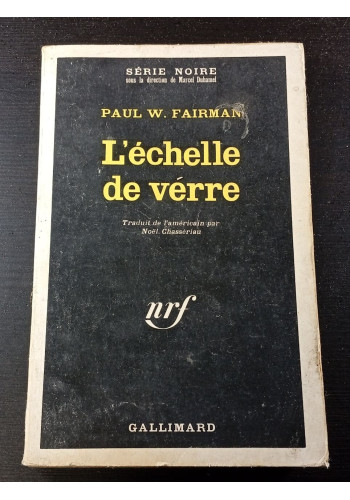 SÉRIE NOIRE
sous la direction de Marcel Duhamel
PAUL W. FAIRMAN
L'échelle
de vérre
Traduit de l'américain par
Noël Chassériau
nrf
GALLIMARD